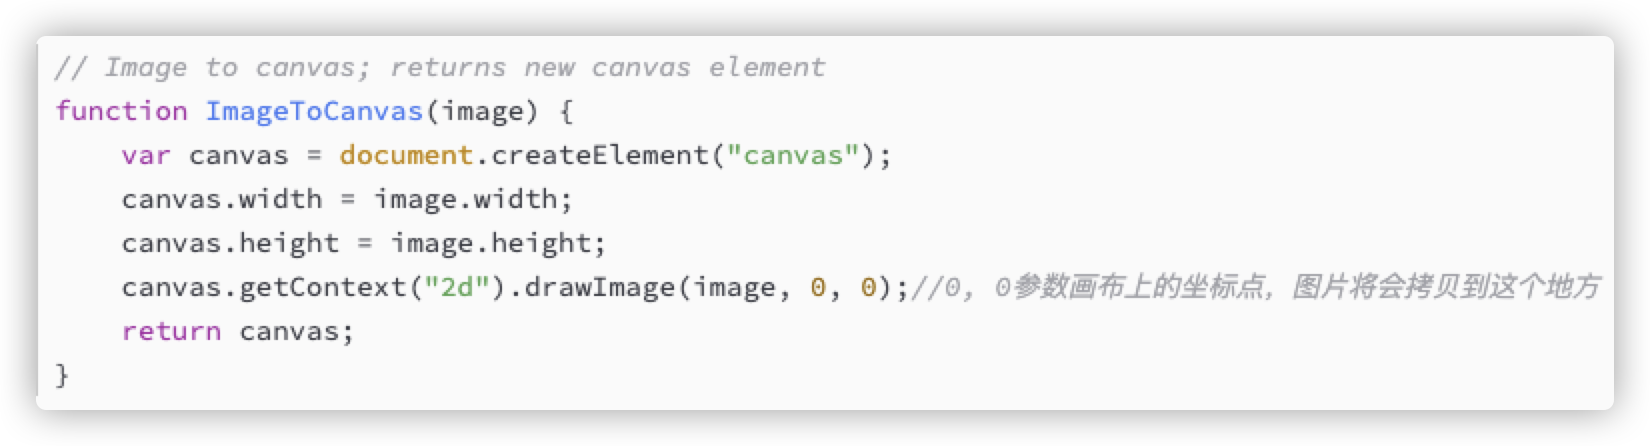 // Image to canvas; returns new canvas element
function ImageToCanvas(image) {
    var canvas = document.createElement("canvas");
    canvas.width = image.width;
    canvas.height = image.height;
    canvas.getContext("2d").drawImage(image, 0, 0);//0, 0参数画布上的坐标点，图片将会拷贝到这个地方
    return canvas;
}